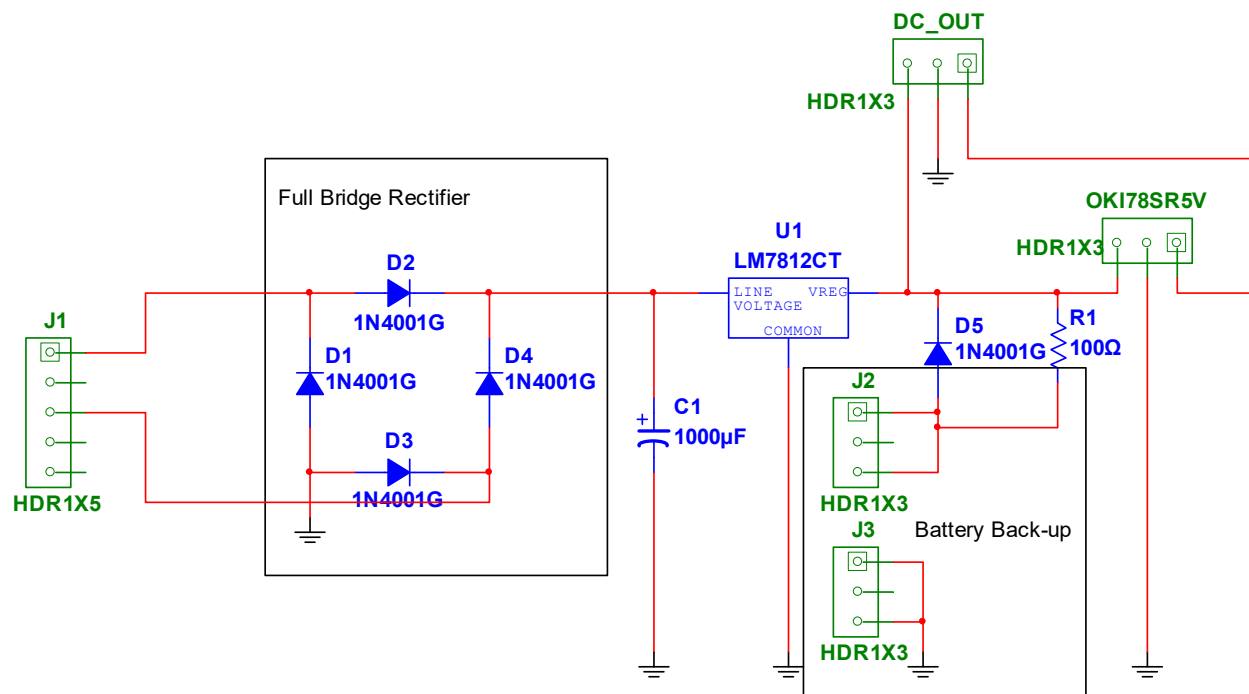 DC_OUT
HDR1X3
Full Bridge Rectifier
OKI78SR5V
HDR1X3
U1
LM7812CT
LINE VREG
VOLTAGE
COMMON
D2
1N4001G
J1
HDR1X5
D1
1N4001G
D4
1N4001G
D3
1N4001G
C1
1000µF
+
D5
1N4001G
R1
100Ω
J2
HDR1X3
Battery Back-up
J3
HDR1X3